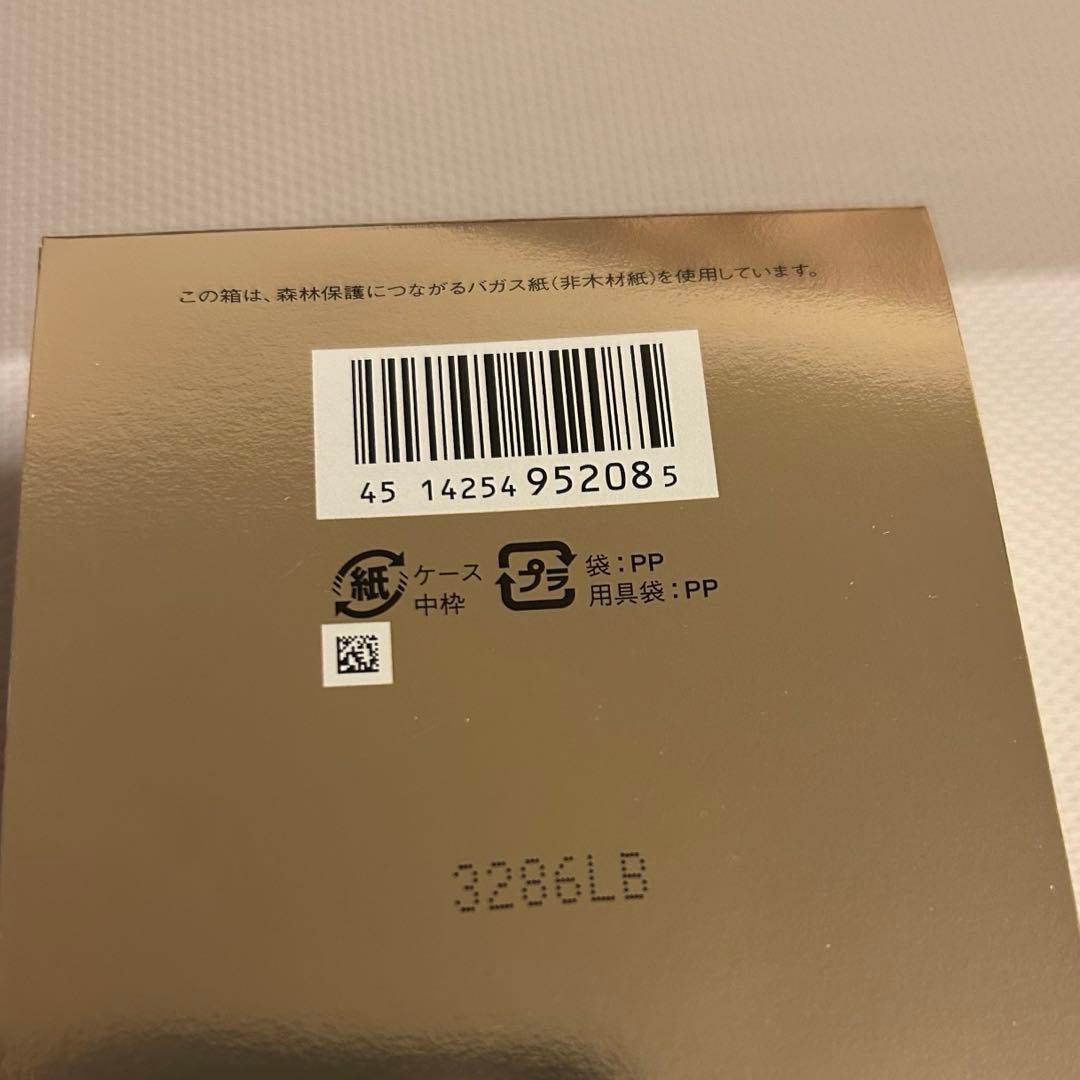 この箱は、森林保護につながるバガス紙(非木材紙)を使用しています。
45 14254 95208 5
紙 ケース
中枠
プラ 袋:PP
用具袋:PP
3286LB